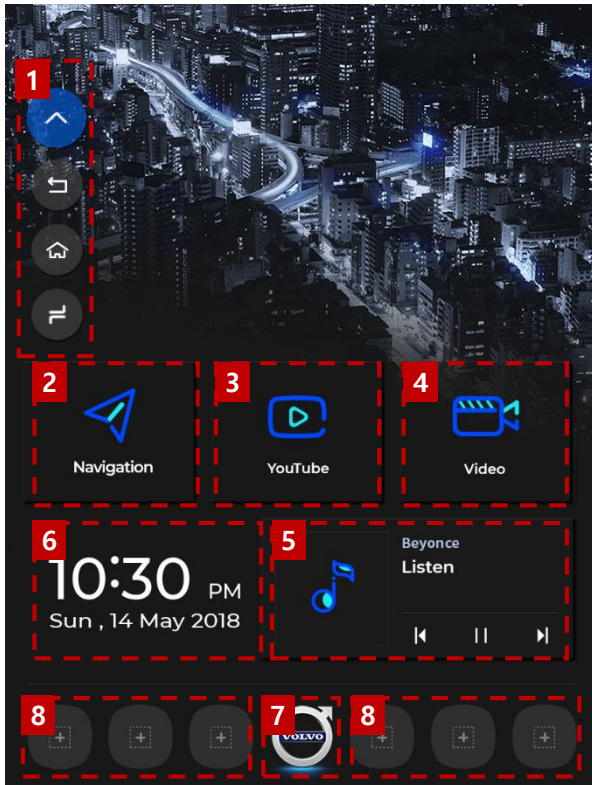 1
2
3
4
Navigation
YouTube
Video
6
5
10:30 PM
Sun , 14 May 2018
Beyonce
Listen
8
7
8
VOLVO